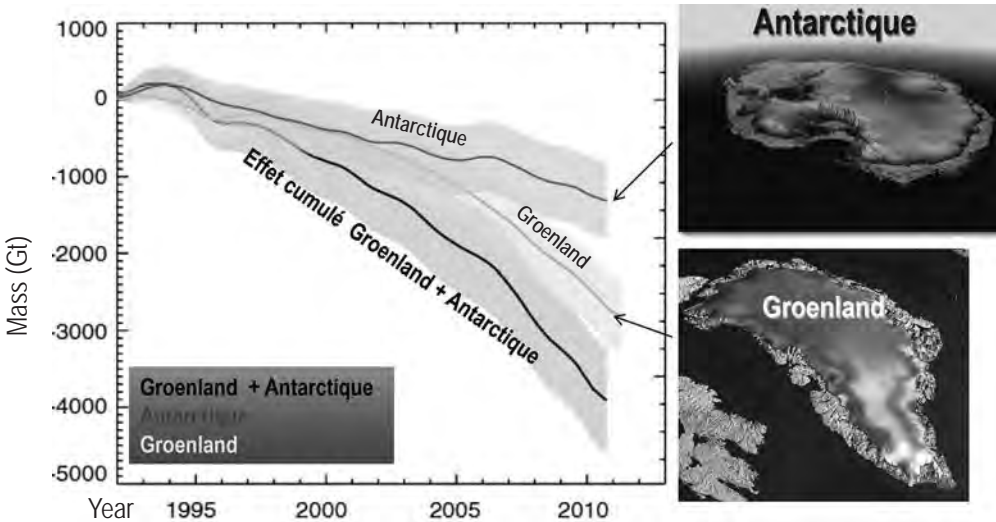 Mass (Gt)
1000
0
-1000
-2000
-3000
-4000
-5000
Year
1995
2000
2005
2010
Antarctique
Groenland
Effet cumulé Groenland + Antarctique
Groenland + Antarctique
Antarctique
Groenland
Antarctique
Groenland